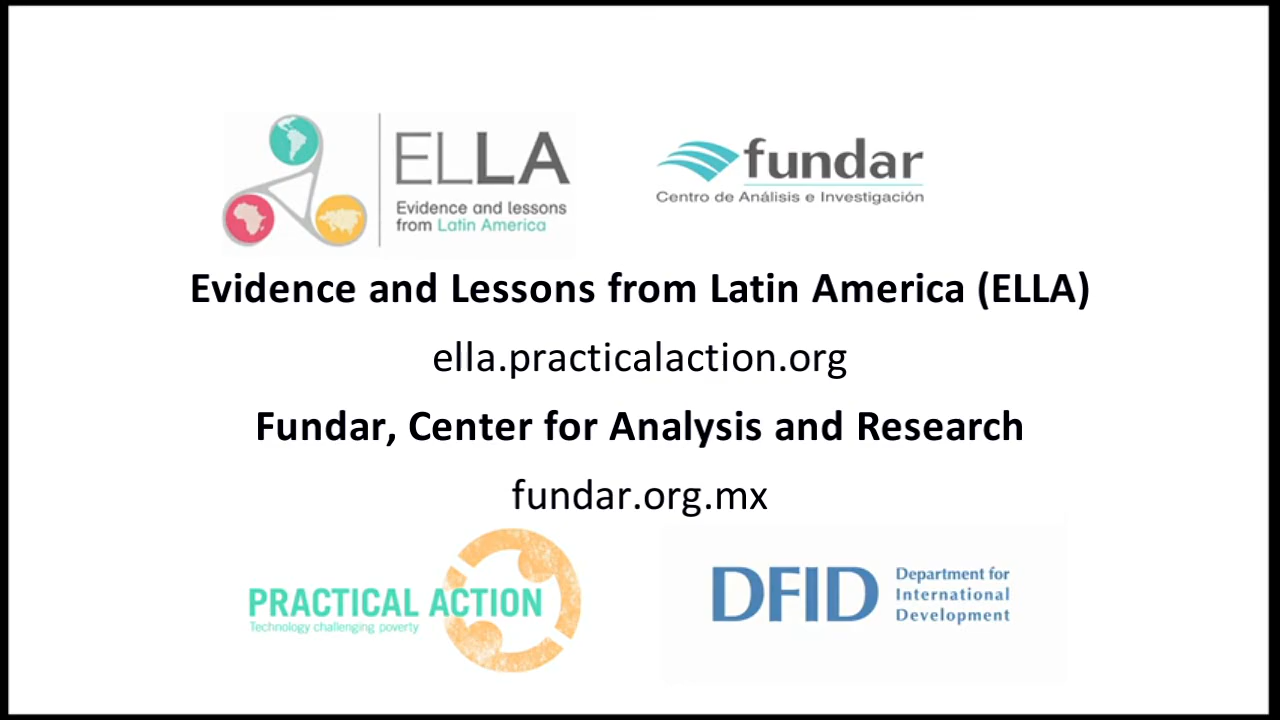 ELLA
Evidence and lessons
from Latin America
fundar
Centro de Análisis e Investigación
Evidence and Lessons from Latin America (ELLA)
ella.practicalaction.org
Fundar, Center for Analysis and Research
fundar.org.mx
PRACTICAL ACTION
Technology challenging poverty
DFID
Department for
International
Development